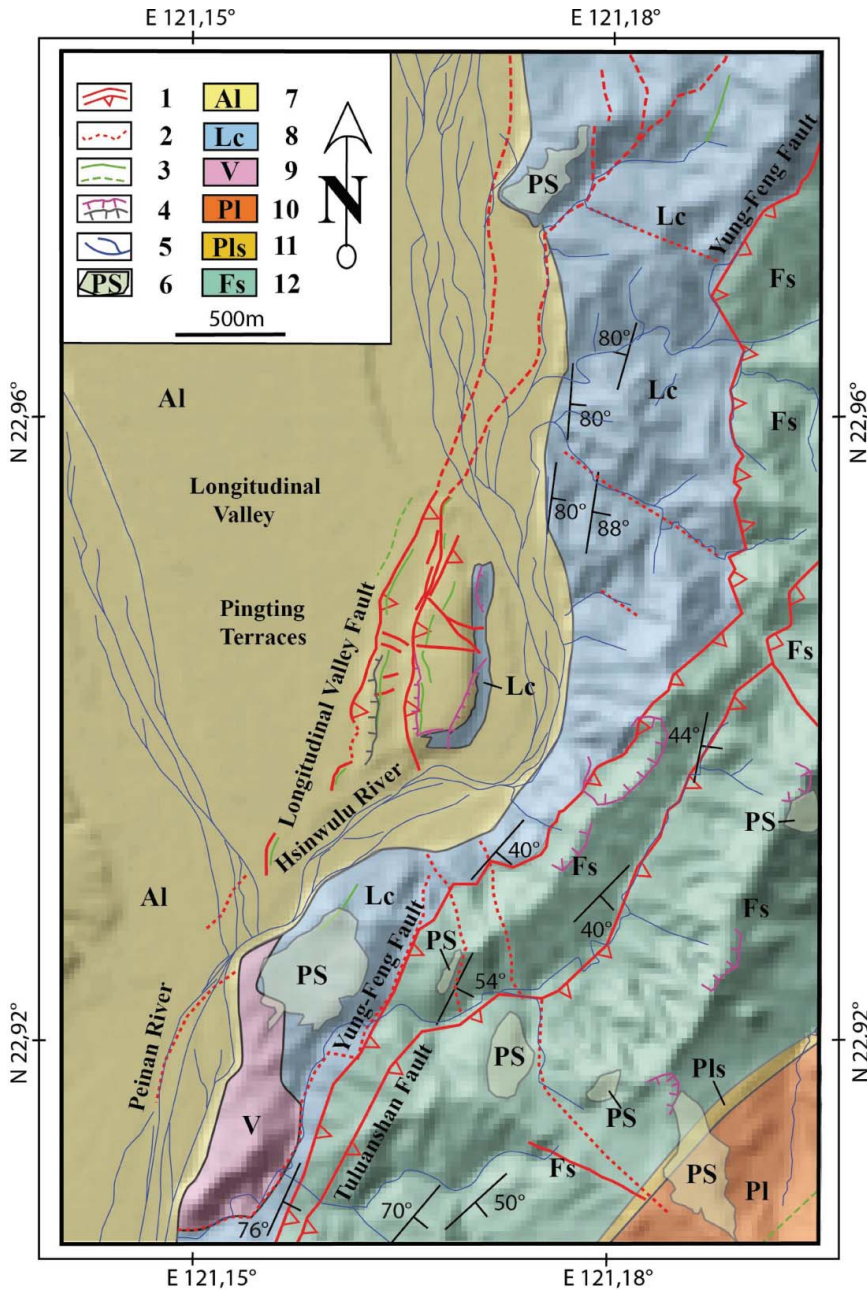 E 121,15° E 121,18°
1 Al 7
2 Lc 8
3 V 9
4 Pl 10
5 Pls 11
PS 6 Fs 12
500m
N
PS
Lc
Yung-Feng Fault
Fs
80°
Lc
N 22,96° N 22,96°
Al
80°
Fs
Longitudinal
Valley
80°
88°
Pingting
Terraces
Longitudinal Valley Fault
Fs
Lc
44°
Hsinwulu River
PS
40°
Fs
Al
Lc
Fs
40°
PS
PS
Yung-Feng Fault
54°
Peinan River
N 22,92° N 22,92°
PS
Tuluanshan Fault
Pls
PS
V
Fs
PS
Pl
70°
50°
76°
E 121,15° E 121,18°